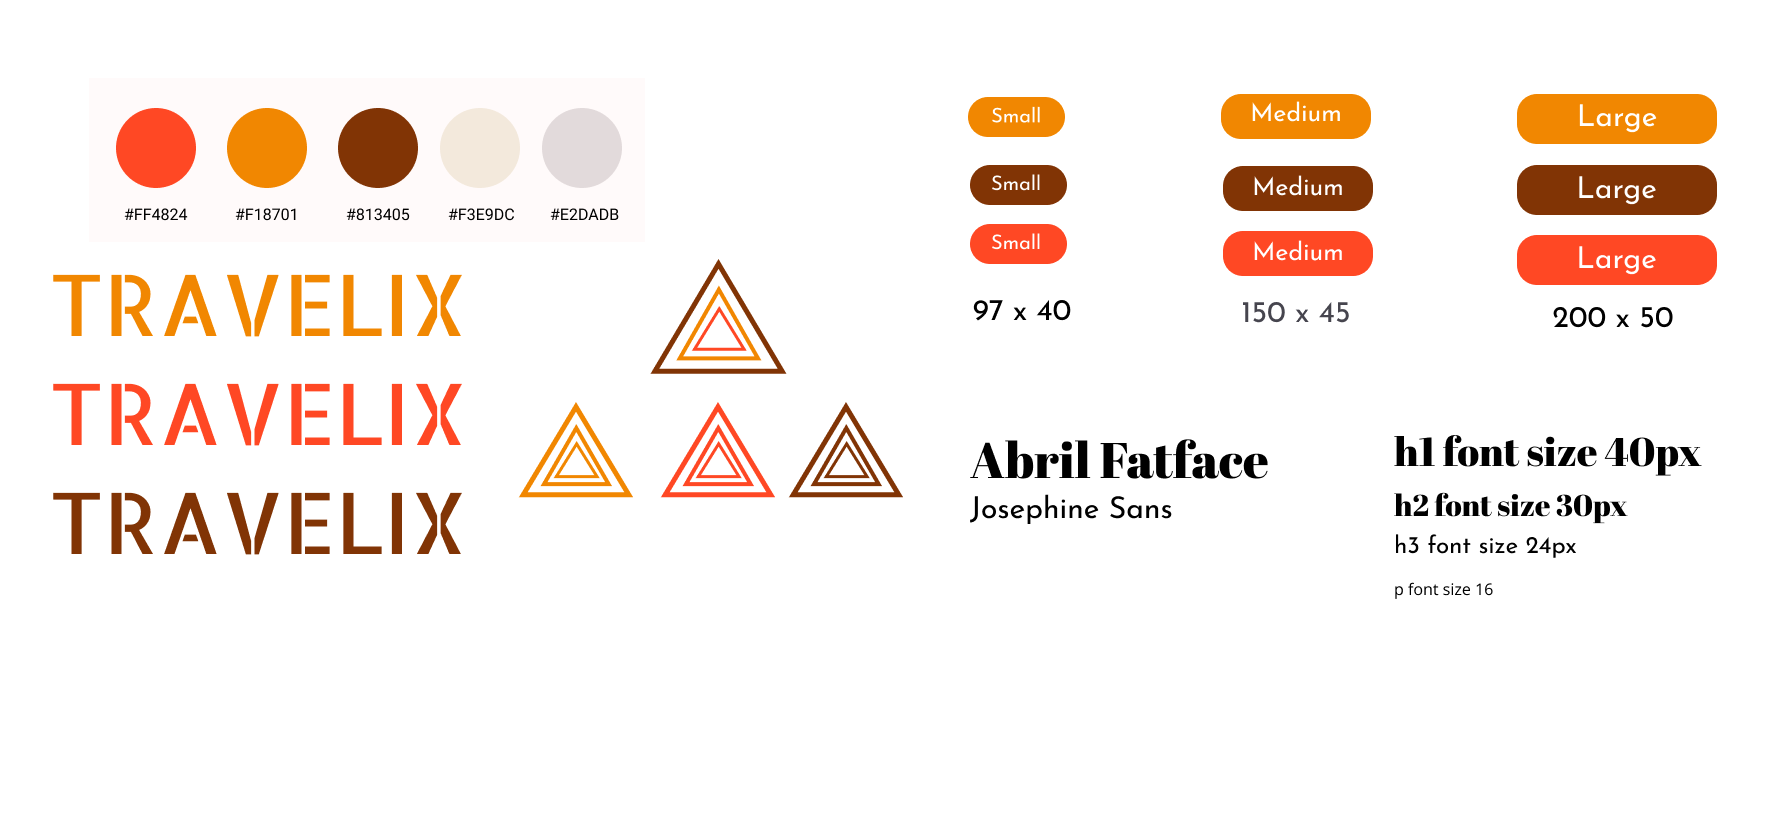 #FF4824 #F18701 #813405 #F3E9DC #E2DADB
TRAVELIX
TRAVELIX
TRAVELIX
Small Medium Large
Small Medium Large
Small Medium Large
97 x 40 150 x 45 200 x 50
Abril Fatface
Josephine Sans
h1 font size 40px
h2 font size 30px
h3 font size 24px
p font size 16